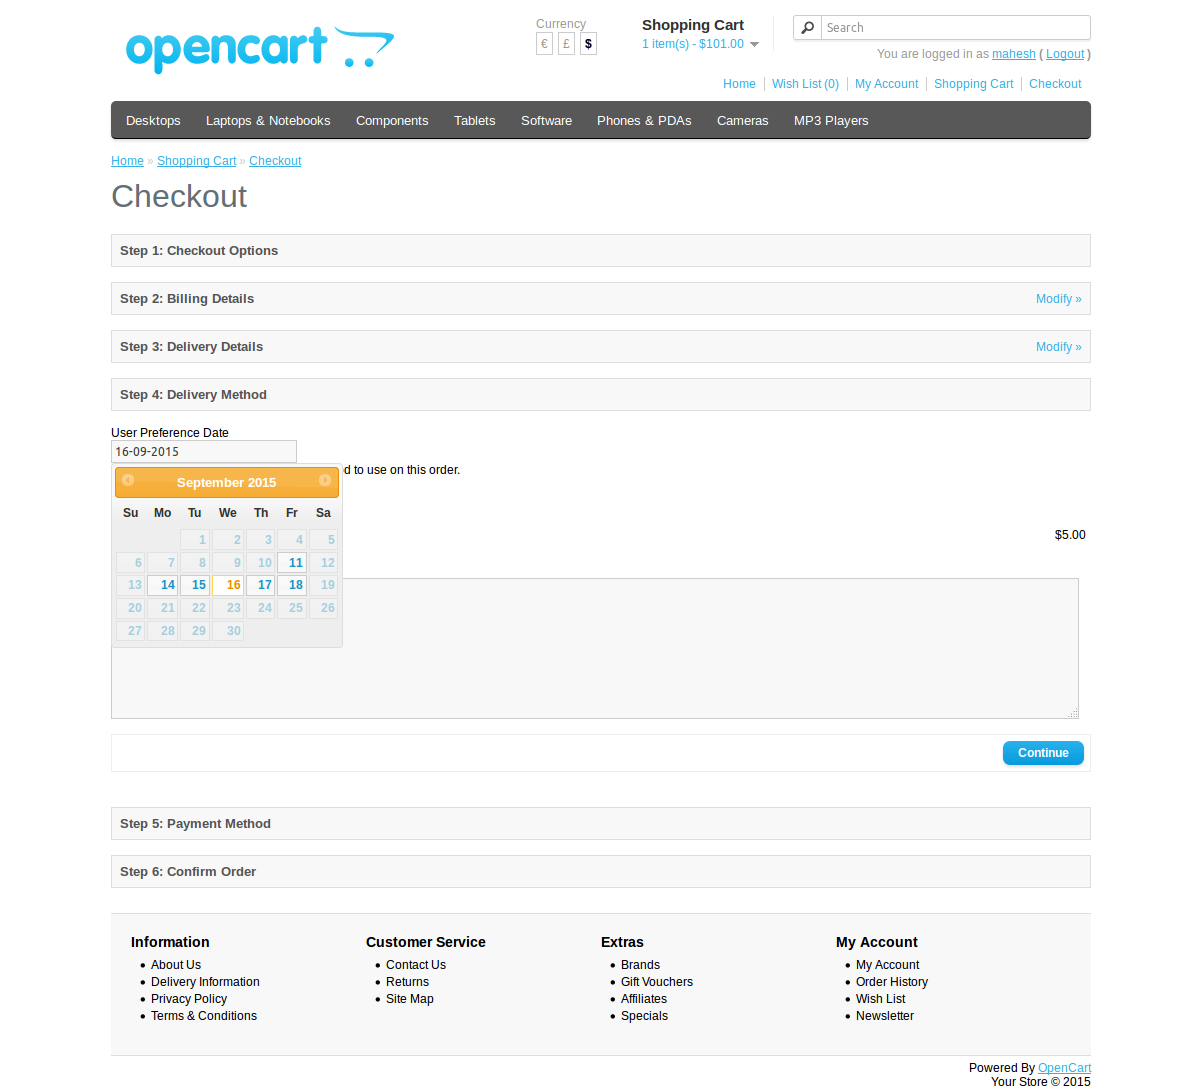 opencart
Currency
€ £ $
Shopping Cart
1 item(s) - $101.00
Search
You are logged in as mahesh ( Logout )
Home Wish List (0) My Account Shopping Cart Checkout
Desktops Laptops & Notebooks Components Tablets Software Phones & PDAs Cameras MP3 Players
Home » Shopping Cart » Checkout
Checkout
Step 1: Checkout Options
Step 2: Billing Details Modify »
Step 3: Delivery Details Modify »
Step 4: Delivery Method
User Preference Date
16-09-2015
d to use on this order.
September 2015
Su Mo Tu We Th Fr Sa
1 2 3 4 5
$5.00
6 7 8 9 10 11 12
13 14 15 16 17 18 19
20 21 22 23 24 25 26
27 28 29 30
Continue
Step 5: Payment Method
Step 6: Confirm Order
Information
About Us
Delivery Information
Privacy Policy
Terms & Conditions
Customer Service
Contact Us
Returns
Site Map
Extras
Brands
Gift Vouchers
Affiliates
Specials
My Account
My Account
Order History
Wish List
Newsletter
Powered By OpenCart
Your Store © 2015